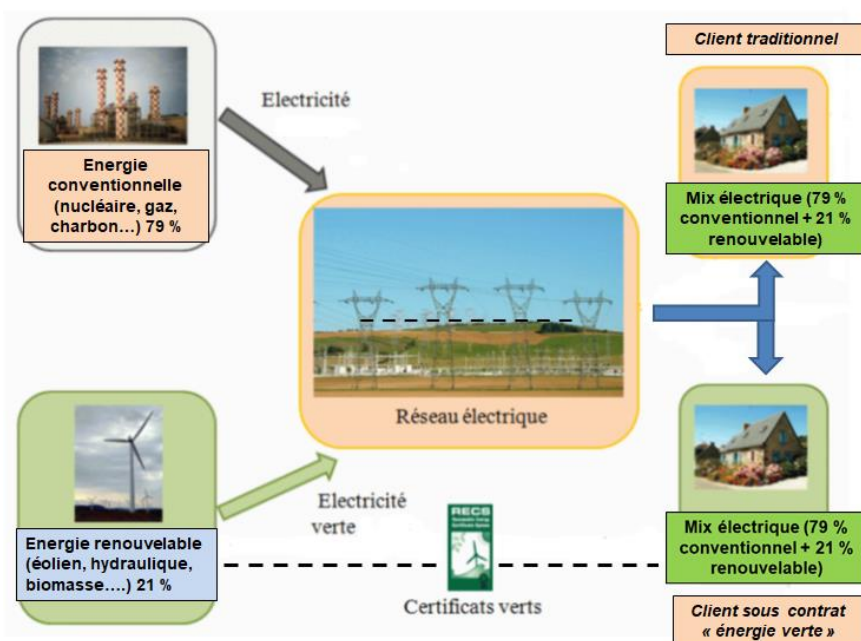 Client traditionnel
Electricité
Energie
conventionnelle
(nucléaire, gaz,
charbon…) 79 %
Mix électrique (79 %
conventionnel + 21 %
renouvelable)
Réseau électrique
Electricité
verte
Energie renouvelable
(éolien, hydraulique,
biomasse….) 21 %
RECS
Certificats verts
Mix électrique (79 %
conventionnel + 21 %
renouvelable)
Client sous contrat
« énergie verte »